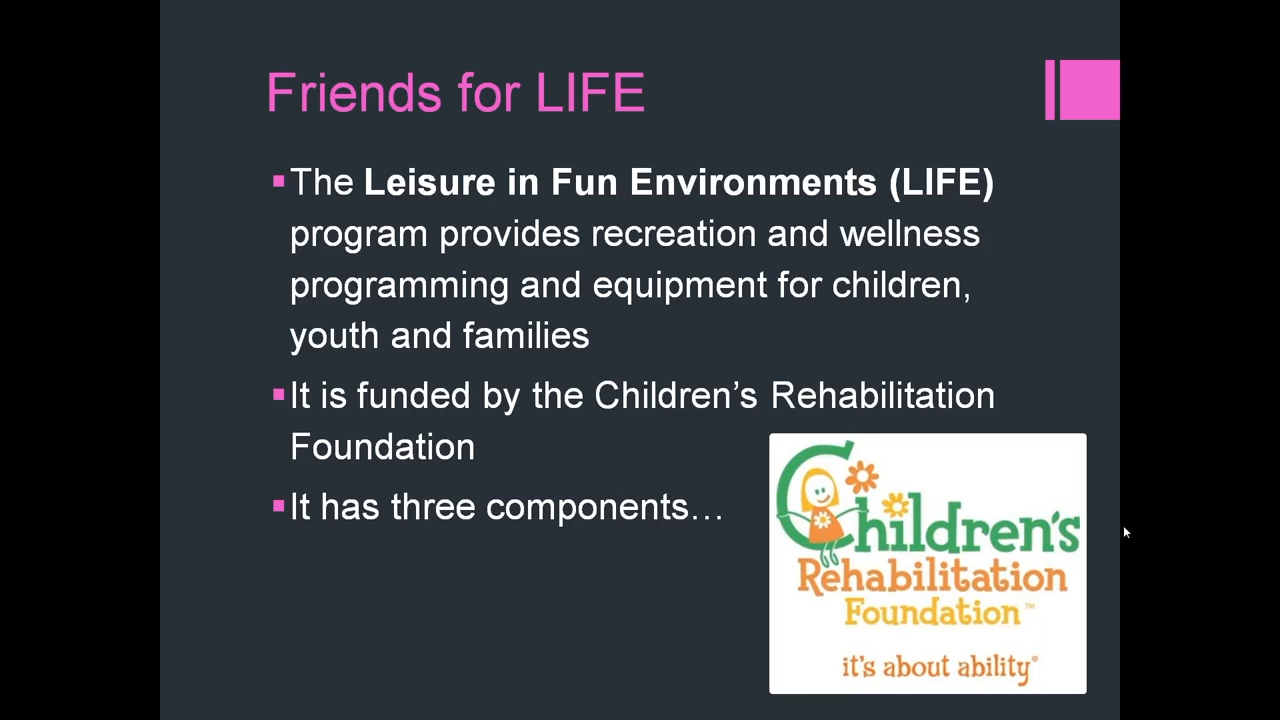 Friends for LIFE
▪The Leisure in Fun Environments (LIFE)
program provides recreation and wellness
programming and equipment for children,
youth and families
▪It is funded by the Children’s Rehabilitation
Foundation
▪It has three components…
Children's
Rehabilitation
Foundation™
it's about ability®